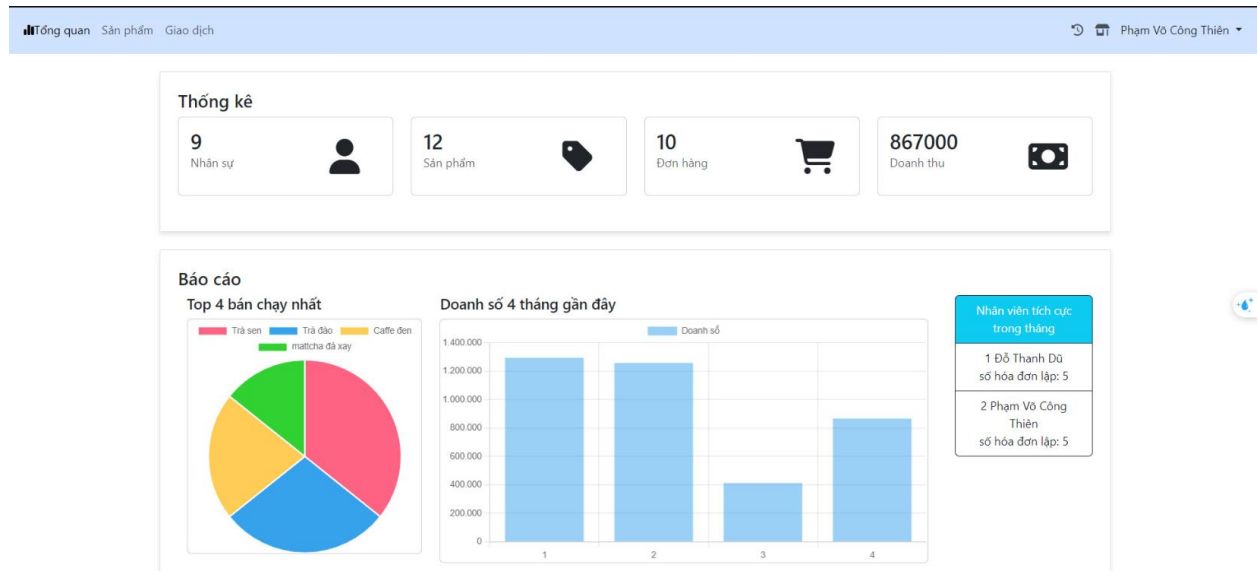 Tổng quan Sản phẩm Giao dịch Phạm Võ Công Thiên
Thống kê
9
Nhân sự
12
Sản phẩm
10
Đơn hàng
867000
Doanh thu
Báo cáo
Top 4 bán chạy nhất
Trà sen Trà đào Caffe đen
mattcha đá xay
Doanh số 4 tháng gần đây
Doanh số
1.400.000
1.200.000
1.000.000
800.000
600.000
400.000
200.000
0
1 2 3 4
Nhân viên tích cực
trong tháng
1 Đỗ Thanh Dũ
số hóa đơn lập: 5
2 Phạm Võ Công
Thiên
số hóa đơn lập: 5